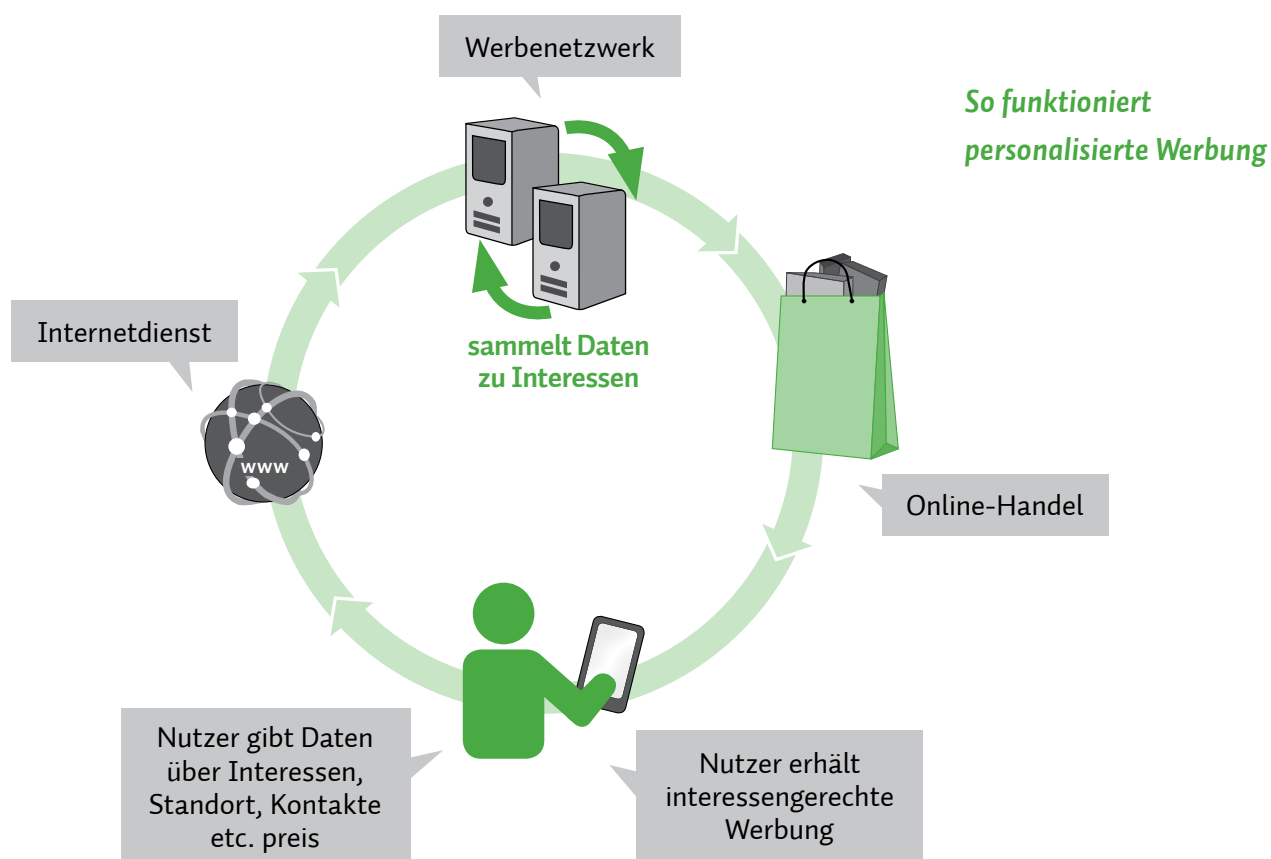 Werbenetzwerk
So funktioniert
personalisierte Werbung
Internetdienst
sammelt Daten
zu Interessen
www
Online-Handel
Nutzer gibt Daten
über Interessen,
Standort, Kontakte
etc. preis
Nutzer erhält
interessengerechte
Werbung